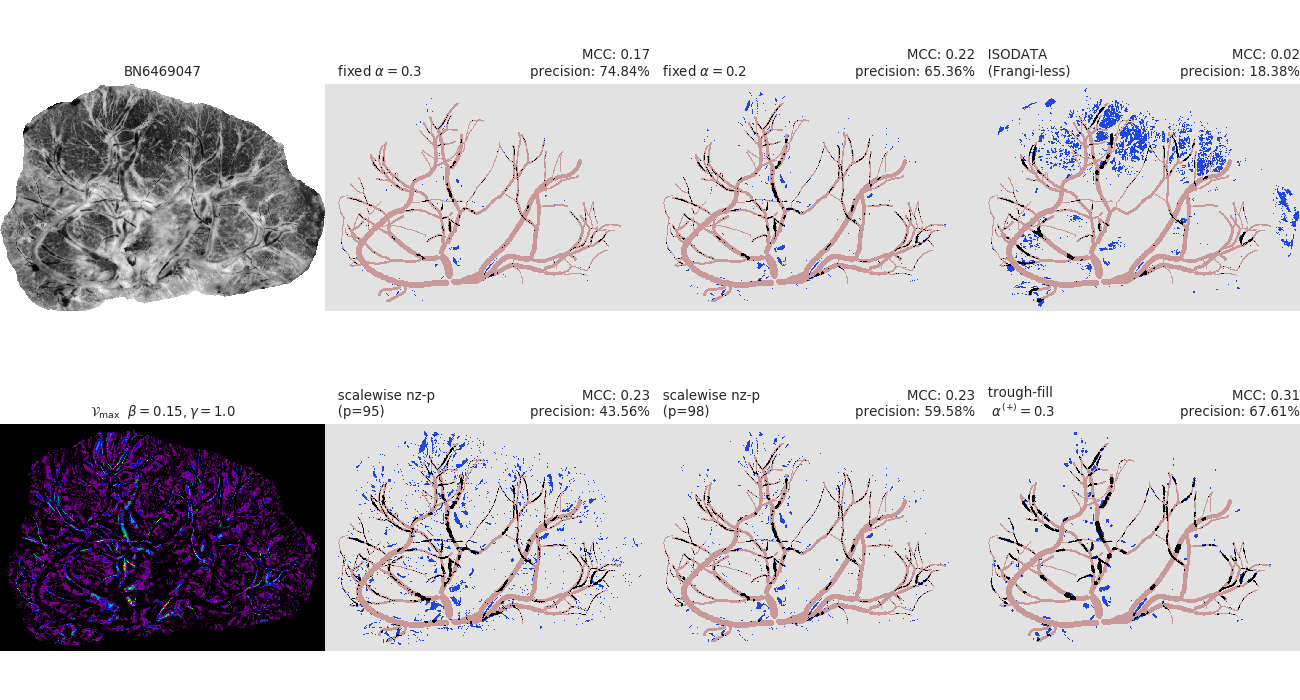 BN6469047
fixed α = 0.3
MCC: 0.17
precision: 74.84%
fixed α = 0.2
MCC: 0.22
precision: 65.36%
ISODATA
(Frangi-less)
MCC: 0.02
precision: 18.38%
𝒱max β = 0.15, γ = 1.0
scalewise nz-p
(p=95)
MCC: 0.23
precision: 43.56%
scalewise nz-p
(p=98)
MCC: 0.23
precision: 59.58%
trough-fill
α(+) = 0.3
MCC: 0.31
precision: 67.61%